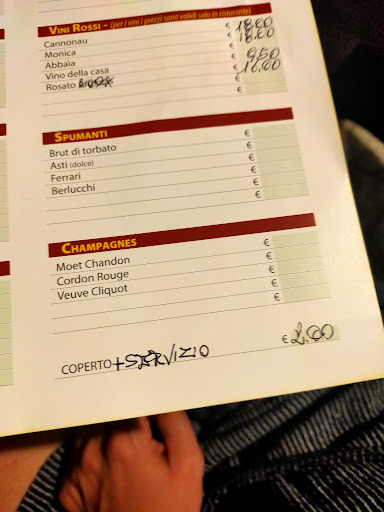 VINI ROSSI - (per i vini i prezzi sono validi solo in ristorante)
Cannonau € 18.00
Monica € 18.00
Abbaia € 9,50
Vino della casa € 16.00
Rosato €
SPUMANTI
Brut di torbato €
Asti (dolce) €
Ferrari €
Berlucchi €
€
CHAMPAGNES
Moet Chandon €
Cordon Rouge €
Veuve Cliquot €
€
COPERTO + SERVIZIO € 2.00